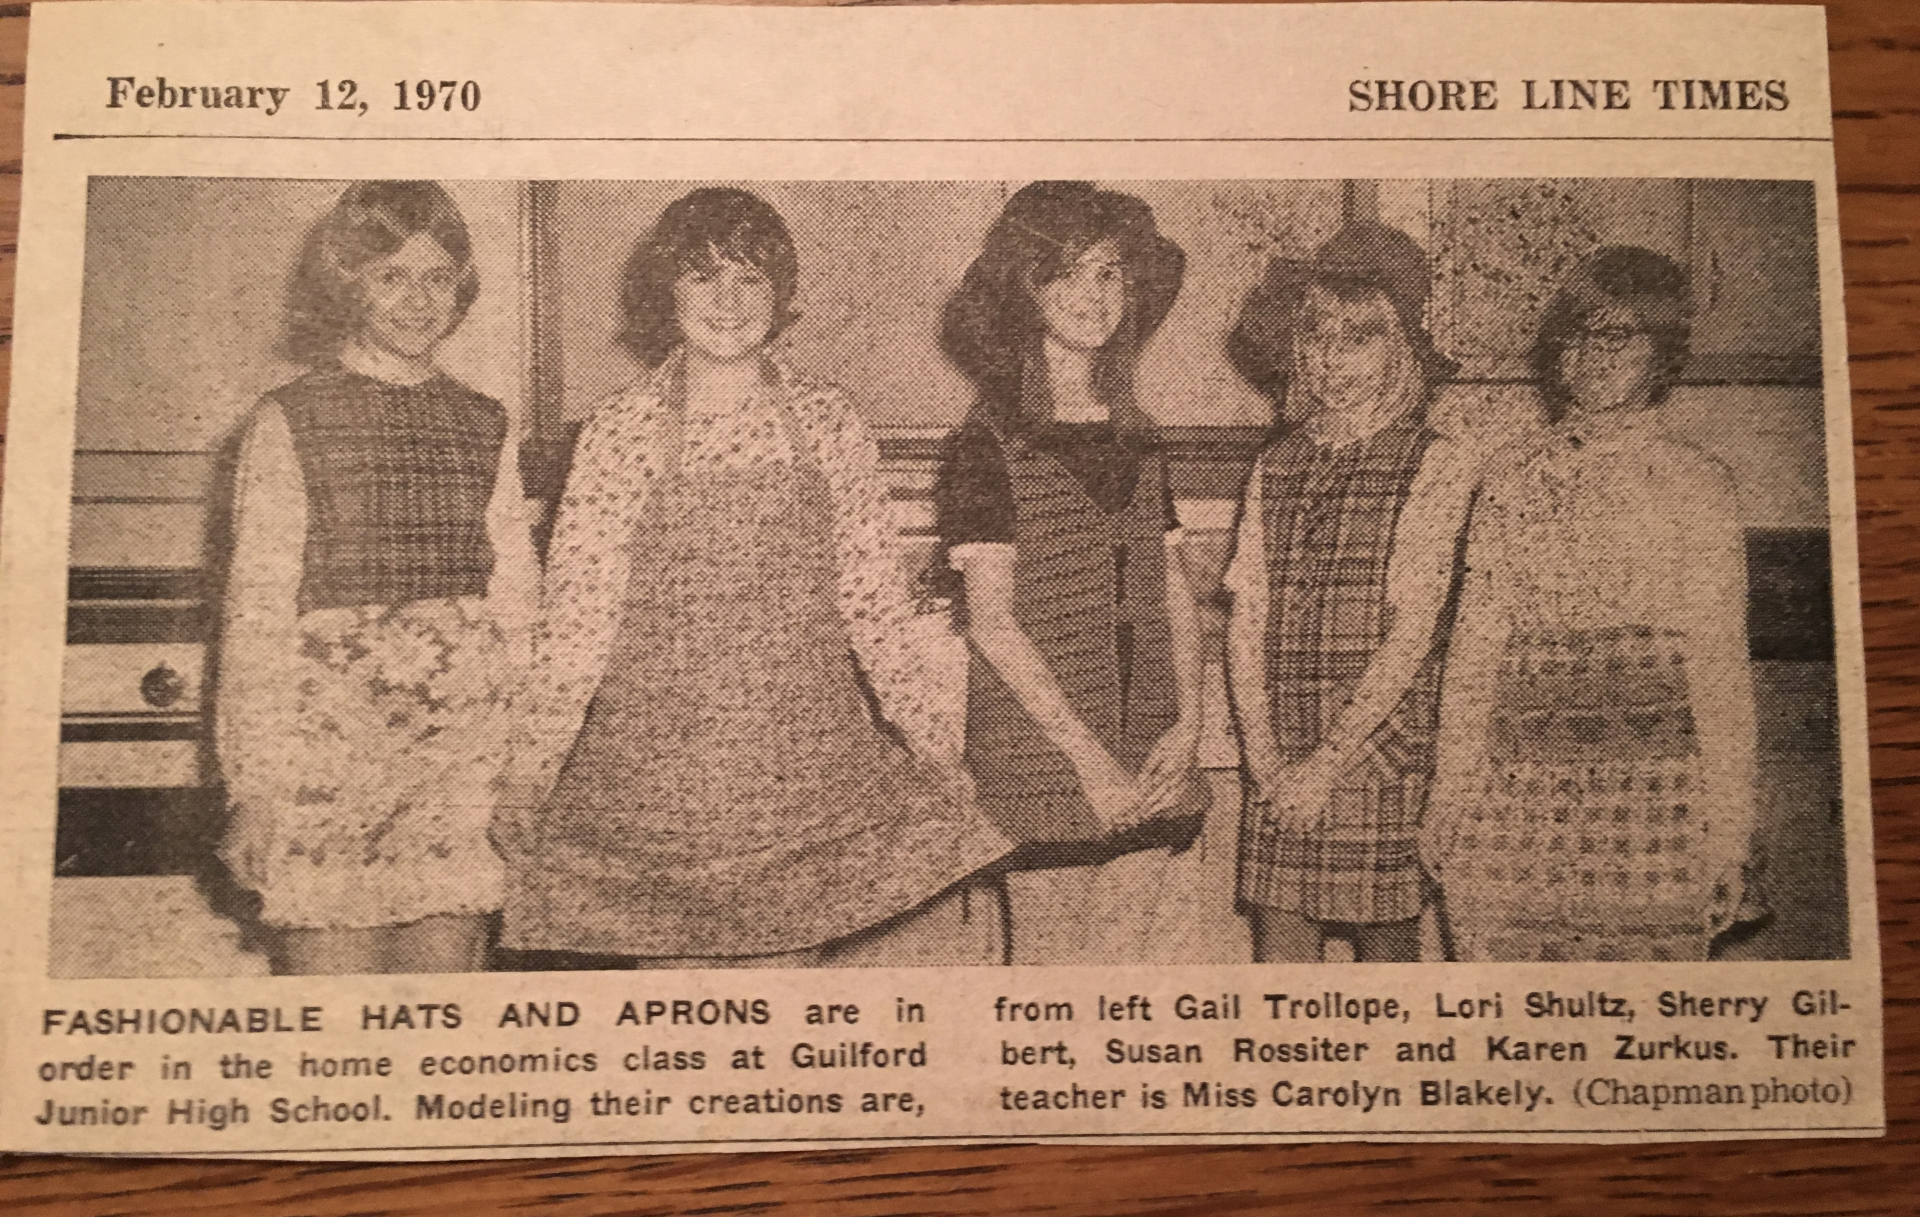 February 12, 1970
SHORE LINE TIMES
FASHIONABLE HATS AND APRONS are in
order in the home economics class at Guilford
Junior High School. Modeling their creations are,
from left Gail Trollope, Lori Shultz, Sherry Gil-
bert, Susan Rossiter and Karen Zurkus. Their
teacher is Miss Carolyn Blakely. (Chapman photo)